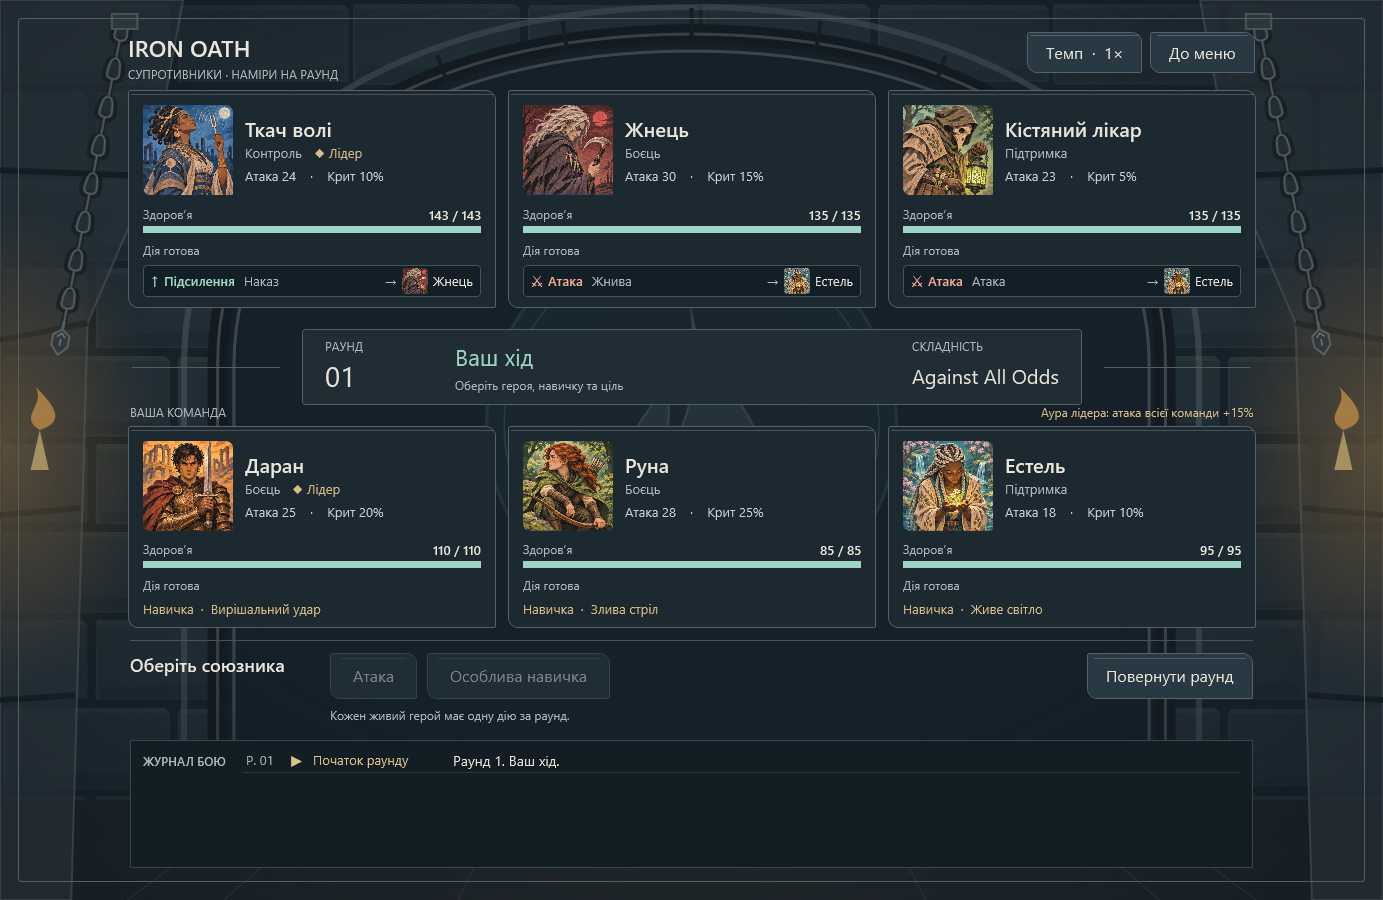 IRON OATH
СУПРОТИВНИКИ · НАМІРИ НА РАУНД
Темп · 1×
До меню
Ткач волі
Контроль ◆ Лідер
Атака 24 · Крит 10%
Здоров'я 143 / 143
Дія готова
↑ Підсилення Наказ → Жнець
Жнець
Боєць
Атака 30 · Крит 15%
Здоров'я 135 / 135
Дія готова
⚔ Атака Жнива → Естель
Кістяний лікар
Підтримка
Атака 23 · Крит 5%
Здоров'я 135 / 135
Дія готова
⚔ Атака Атака → Естель
РАУНД
01
Ваш хід
Оберіть героя, навичку та ціль
СКЛАДНІСТЬ
Against All Odds
ВАША КОМАНДА
Аура лідера: атака всієї команди +15%
Даран
Боєць ◆ Лідер
Атака 25 · Крит 20%
Здоров'я 110 / 110
Дія готова
Навичка · Вирішальний удар
Руна
Боєць
Атака 28 · Крит 25%
Здоров'я 85 / 85
Дія готова
Навичка · Злива стріл
Естель
Підтримка
Атака 18 · Крит 10%
Здоров'я 95 / 95
Дія готова
Навичка · Живе світло
Оберіть союзника
Атака
Особлива навичка
Повернути раунд
Кожен живий герой має одну дію за раунд.
ЖУРНАЛ БОЮ Р. 01 ▶ Початок раунду Раунд 1. Ваш хід.